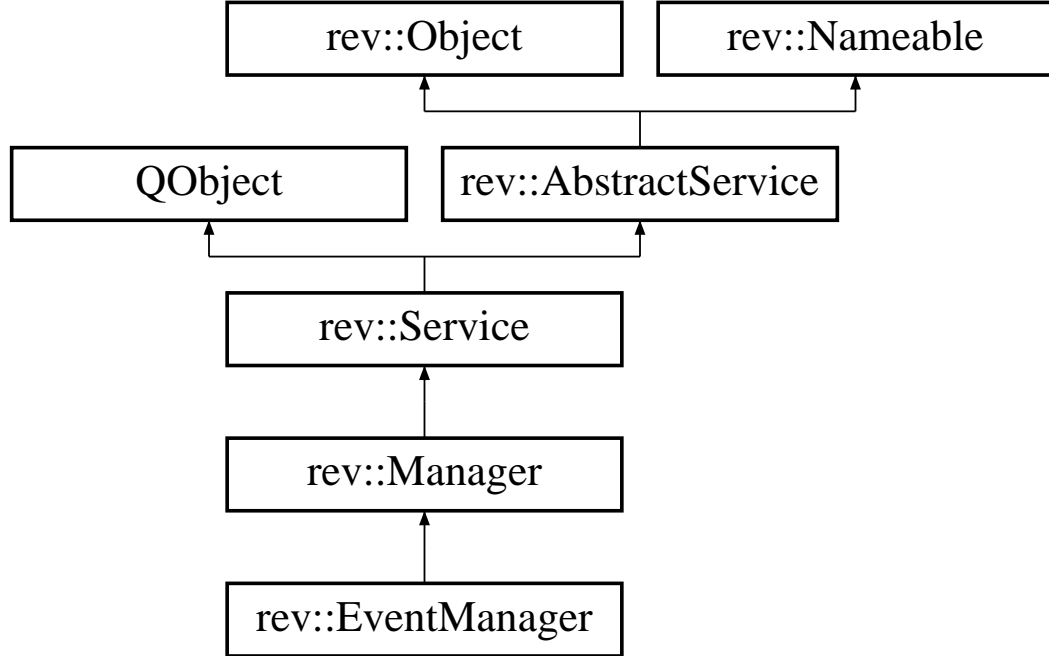 rev::Object
rev::Nameable
QObject
rev::AbstractService
rev::Service
rev::Manager
rev::EventManager